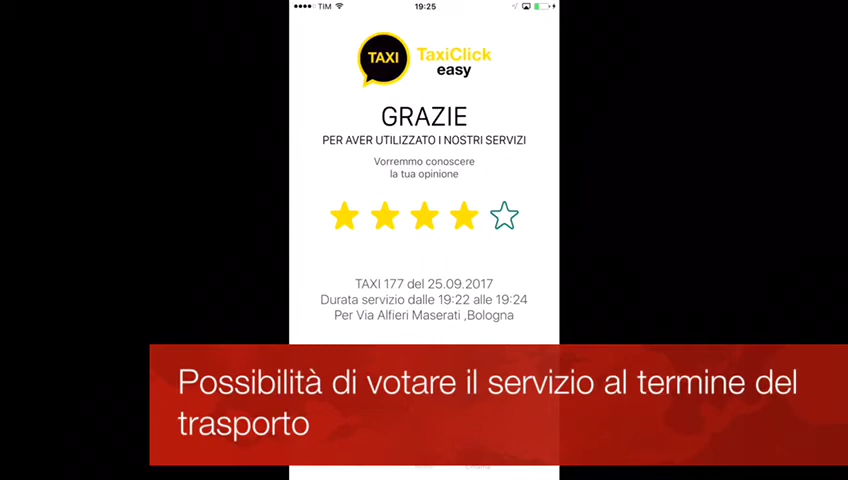 TIM 19:25
TAXI
TaxiClick
easy
GRAZIE
PER AVER UTILIZZATO I NOSTRI SERVIZI
Vorremmo conoscere
la tua opinione
TAXI 177 del 25.09.2017
Durata servizio dalle 19:22 alle 19:24
Per Via Alfieri Maserati ,Bologna
Possibilità di votare il servizio al termine del
trasporto